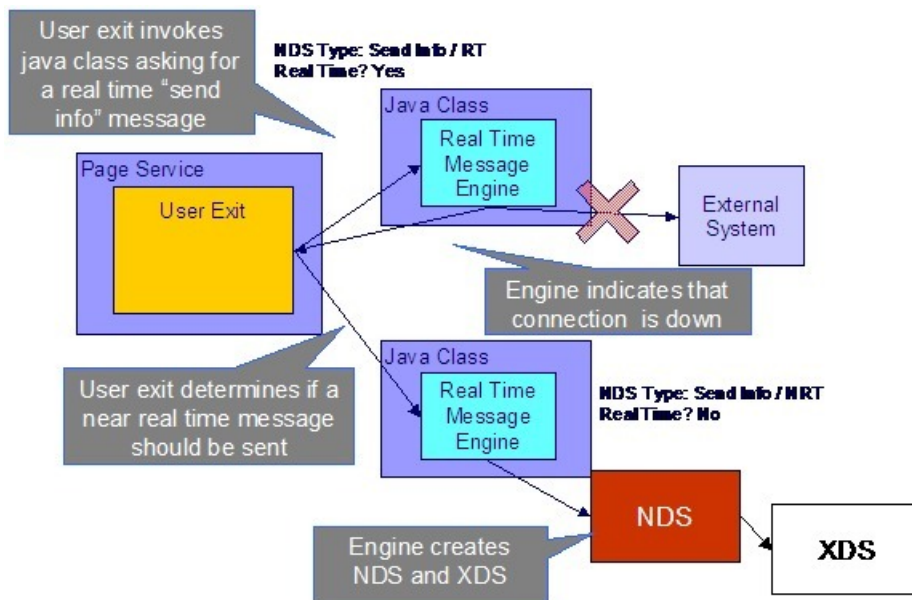 User exit invokes
java class asking for
a real time “send
info” message
NDS Type: Send Info / RT
Real Time? Yes
Java Class
Real Time
Message
Engine
Page Service
User Exit
External
System
Engine indicates that
connection is down
Java Class
Real Time
Message
Engine
User exit determines if a
near real time message
should be sent
NDS Type: Send Info / NRT
Real Time? No
NDS
XDS
Engine creates
NDS and XDS